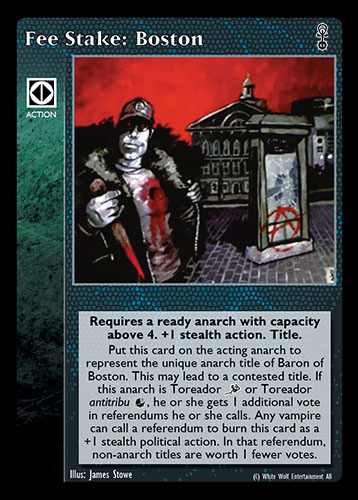 Fee Stake: Boston
ACTION
Requires a ready anarch with capacity
above 4. +1 stealth action. Title.
Put this card on the acting anarch to
represent the unique anarch title of Baron of
Boston. This may lead to a contested title. If
this anarch is Toreador or Toreador
antitribu , he or she gets 1 additional vote
in referendums he or she calls. Any vampire
can call a referendum to burn this card as a
+1 stealth political action. In that referendum,
non-anarch titles are worth 1 fewer votes.
Illus: James Stowe
(C) White Wolf Entertainment AB